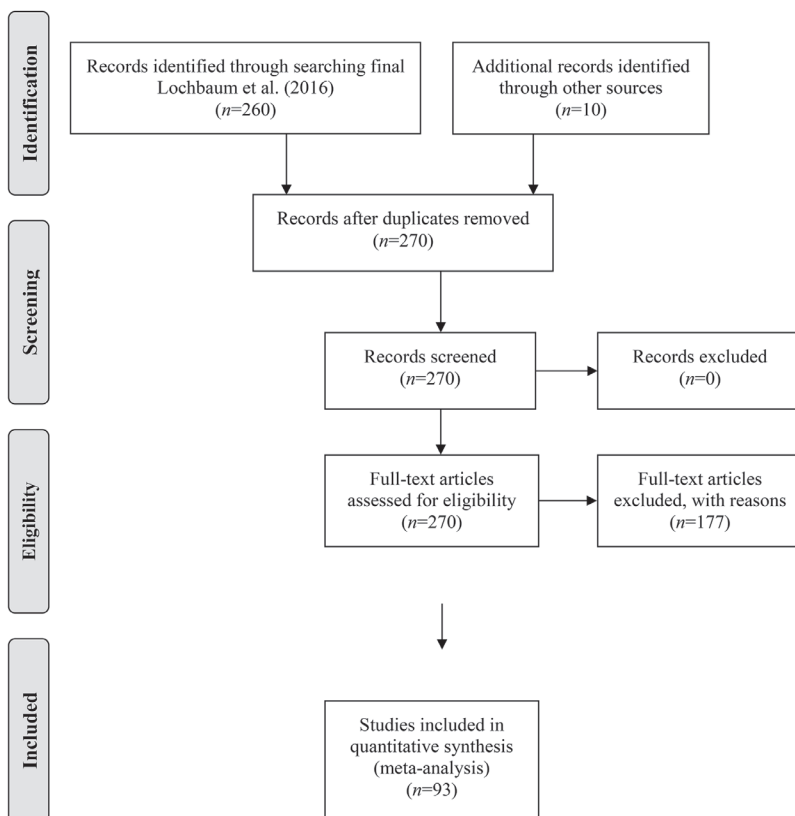 Identification
Records identified through searching final
Lochbaum et al. (2016)
(n=260)
Additional records identified
through other sources
(n=10)
Records after duplicates removed
(n=270)
Screening
Records screened
(n=270)
Records excluded
(n=0)
Eligibility
Full-text articles
assessed for eligibility
(n=270)
Full-text articles
excluded, with reasons
(n=177)
Included
Studies included in
quantitative synthesis
(meta-analysis)
(n=93)